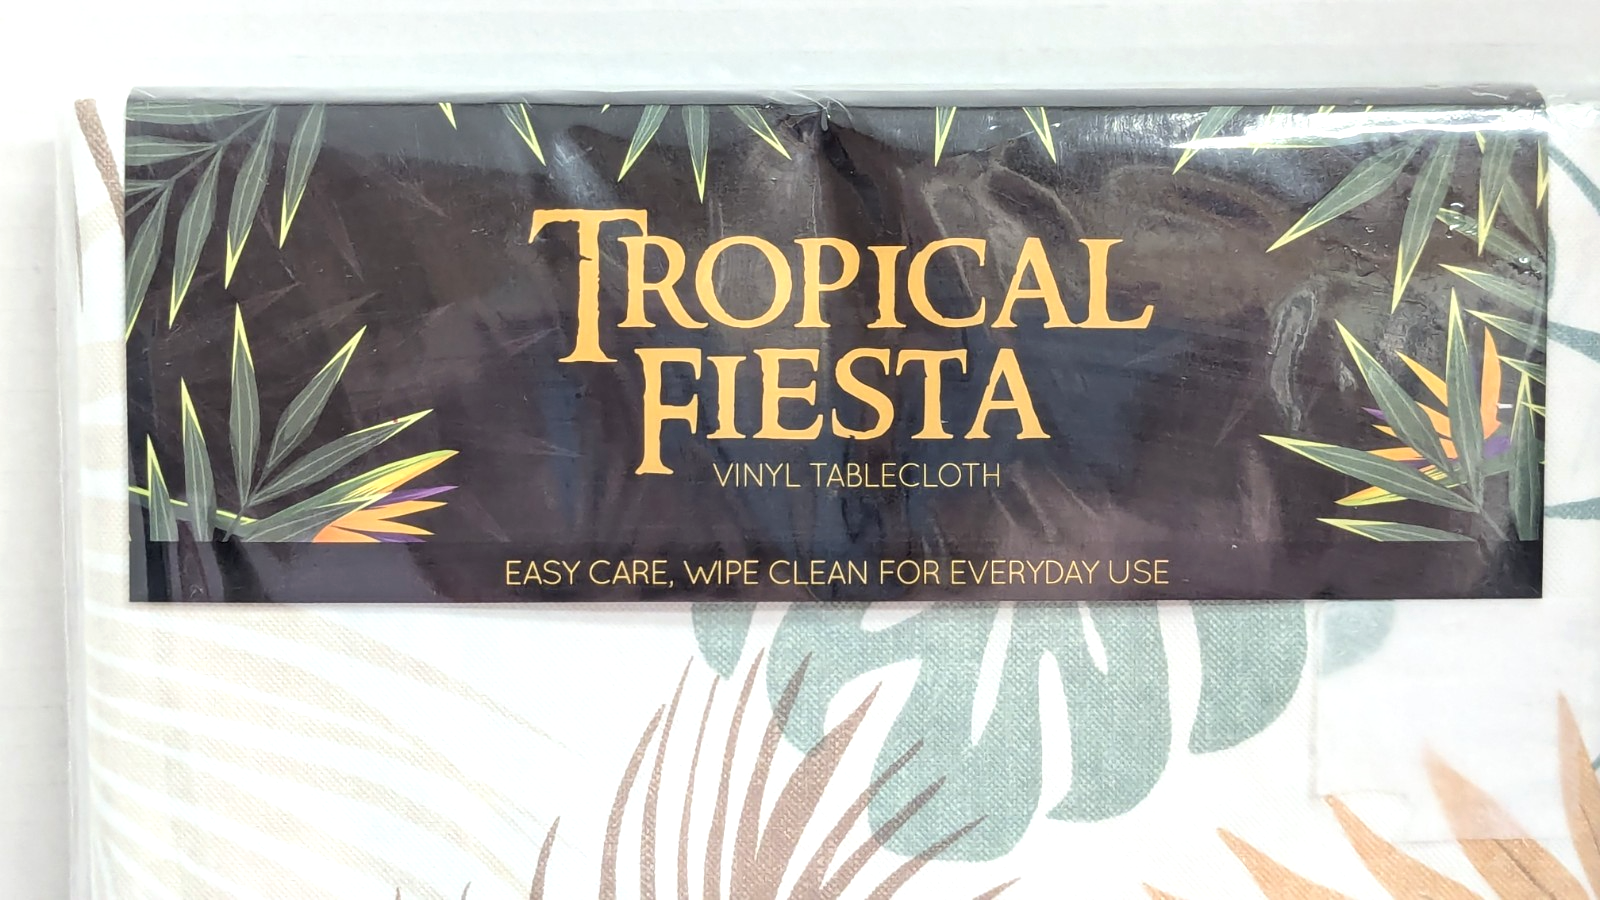 TROPICAL
FIESTA
VINYL TABLECLOTH
EASY CARE, WIPE CLEAN FOR EVERYDAY USE